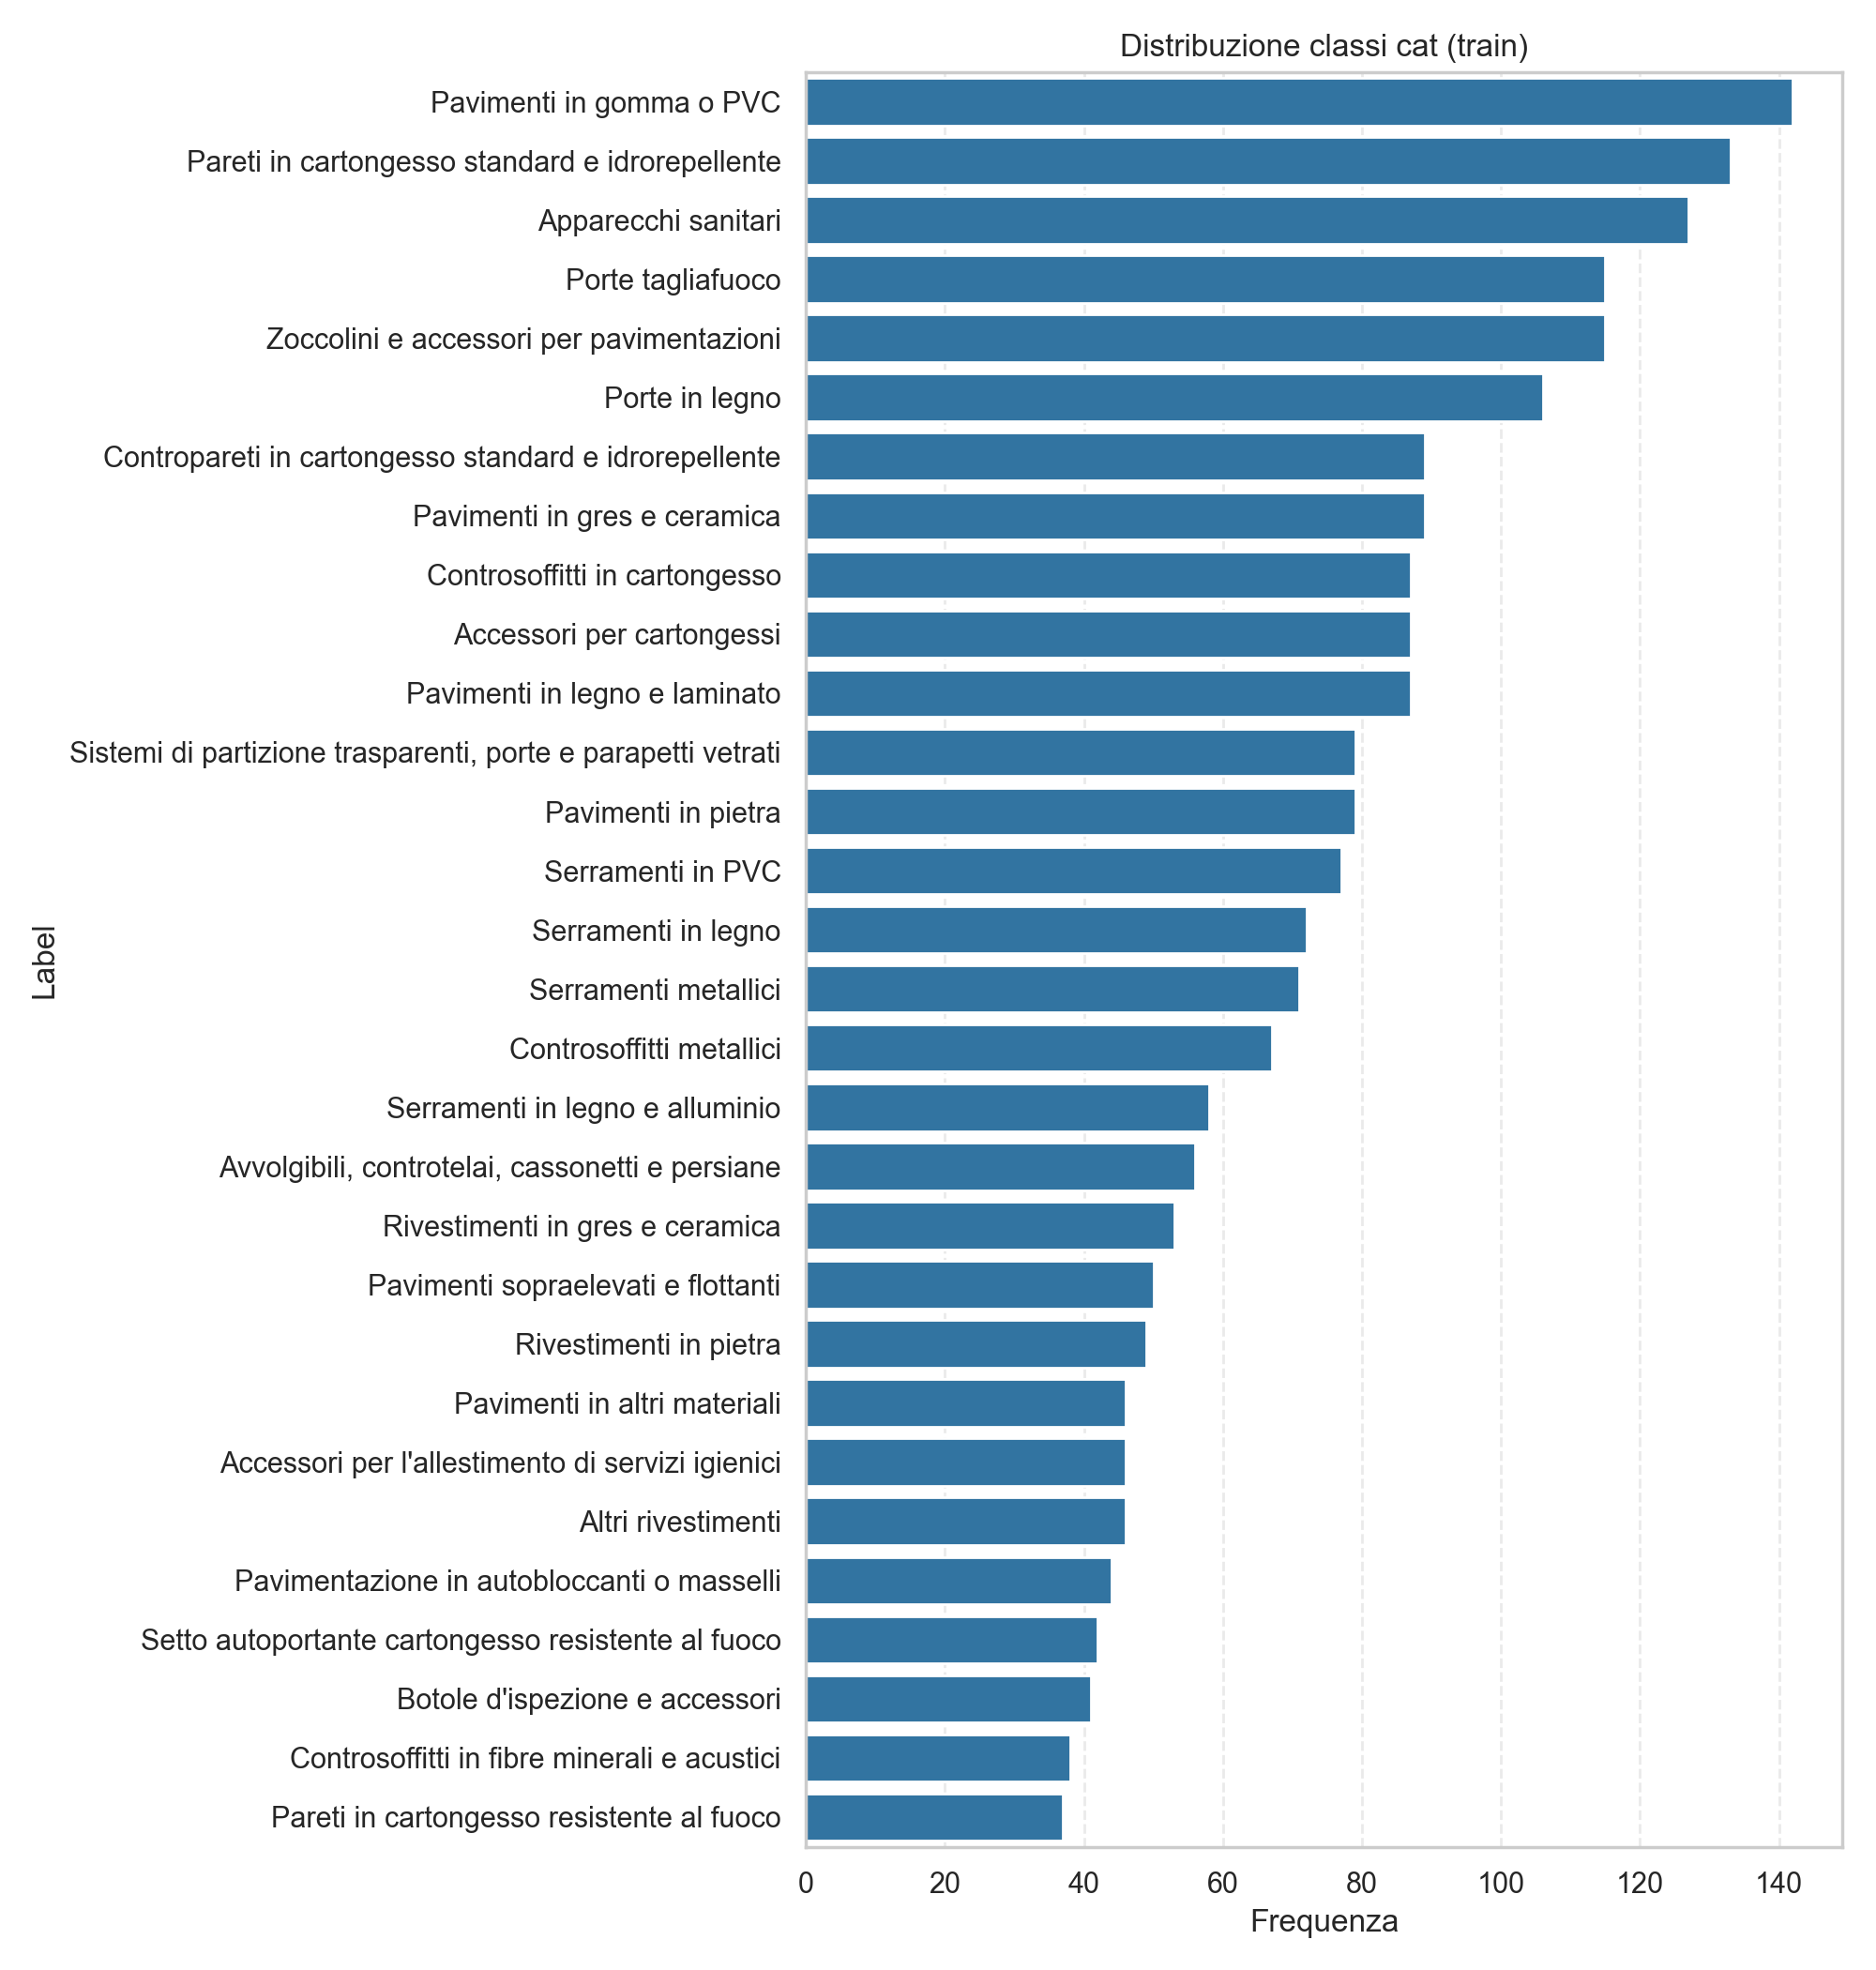 Distribuzione classi cat (train)
Pavimenti in gomma o PVC
Pareti in cartongesso standard e idrorepellente
Apparecchi sanitari
Porte tagliafuoco
Zoccolini e accessori per pavimentazioni
Porte in legno
Contropareti in cartongesso standard e idrorepellente
Pavimenti in gres e ceramica
Controsoffitti in cartongesso
Accessori per cartongessi
Pavimenti in legno e laminato
Sistemi di partizione trasparenti, porte e parapetti vetrati
Pavimenti in pietra
Serramenti in PVC
Serramenti in legno
Serramenti metallici
Controsoffitti metallici
Serramenti in legno e alluminio
Avvolgibili, controtelai, cassonetti e persiane
Rivestimenti in gres e ceramica
Pavimenti sopraelevati e flottanti
Rivestimenti in pietra
Pavimenti in altri materiali
Accessori per l'allestimento di servizi igienici
Altri rivestimenti
Pavimentazione in autobloccanti o masselli
Setto autoportante cartongesso resistente al fuoco
Botole d'ispezione e accessori
Controsoffitti in fibre minerali e acustici
Pareti in cartongesso resistente al fuoco
Label
0 20 40 60 80 100 120 140
Frequenza